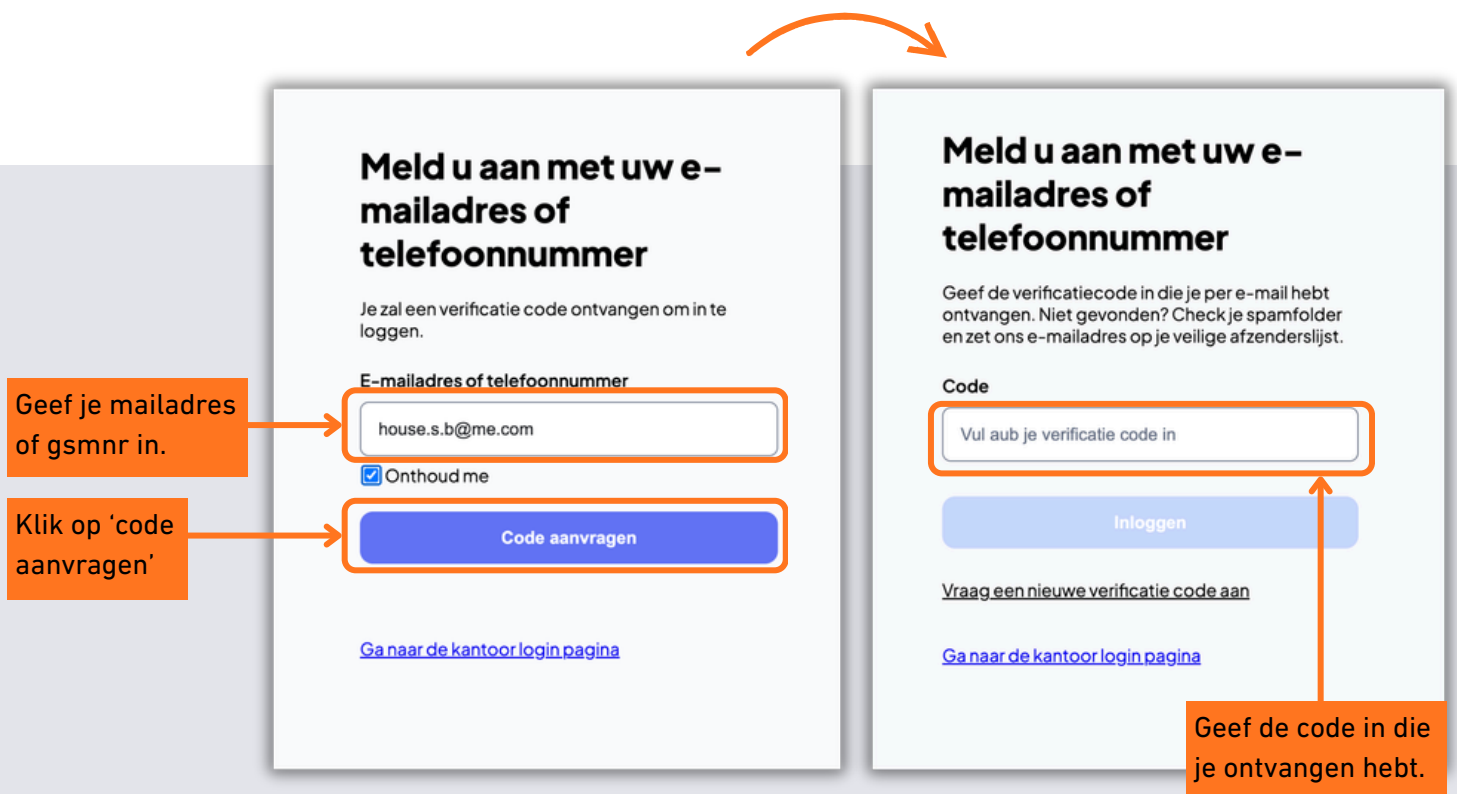 Meld u aan met uw e-
mailadres of
telefoonnummer
Je zal een verificatie code ontvangen om in te
loggen.
E-mailadres of telefoonnummer
house.s.b@me.com
Onthoud me
Code aanvragen
Ga naar de kantoor login pagina
Geef je mailadres
of gsmnr in.
Klik op ‘code
aanvragen’
Meld u aan met uw e-
mailadres of
telefoonnummer
Geef de verificatiecode in die je per e-mail hebt
ontvangen. Niet gevonden? Check je spamfolder
en zet ons e-mailadres op je veilige afzenderslijst.
Code
Vul aub je verificatie code in
Inloggen
Vraag een nieuwe verificatie code aan
Ga naar de kantoor login pagina
Geef de code in die
je ontvangen hebt.